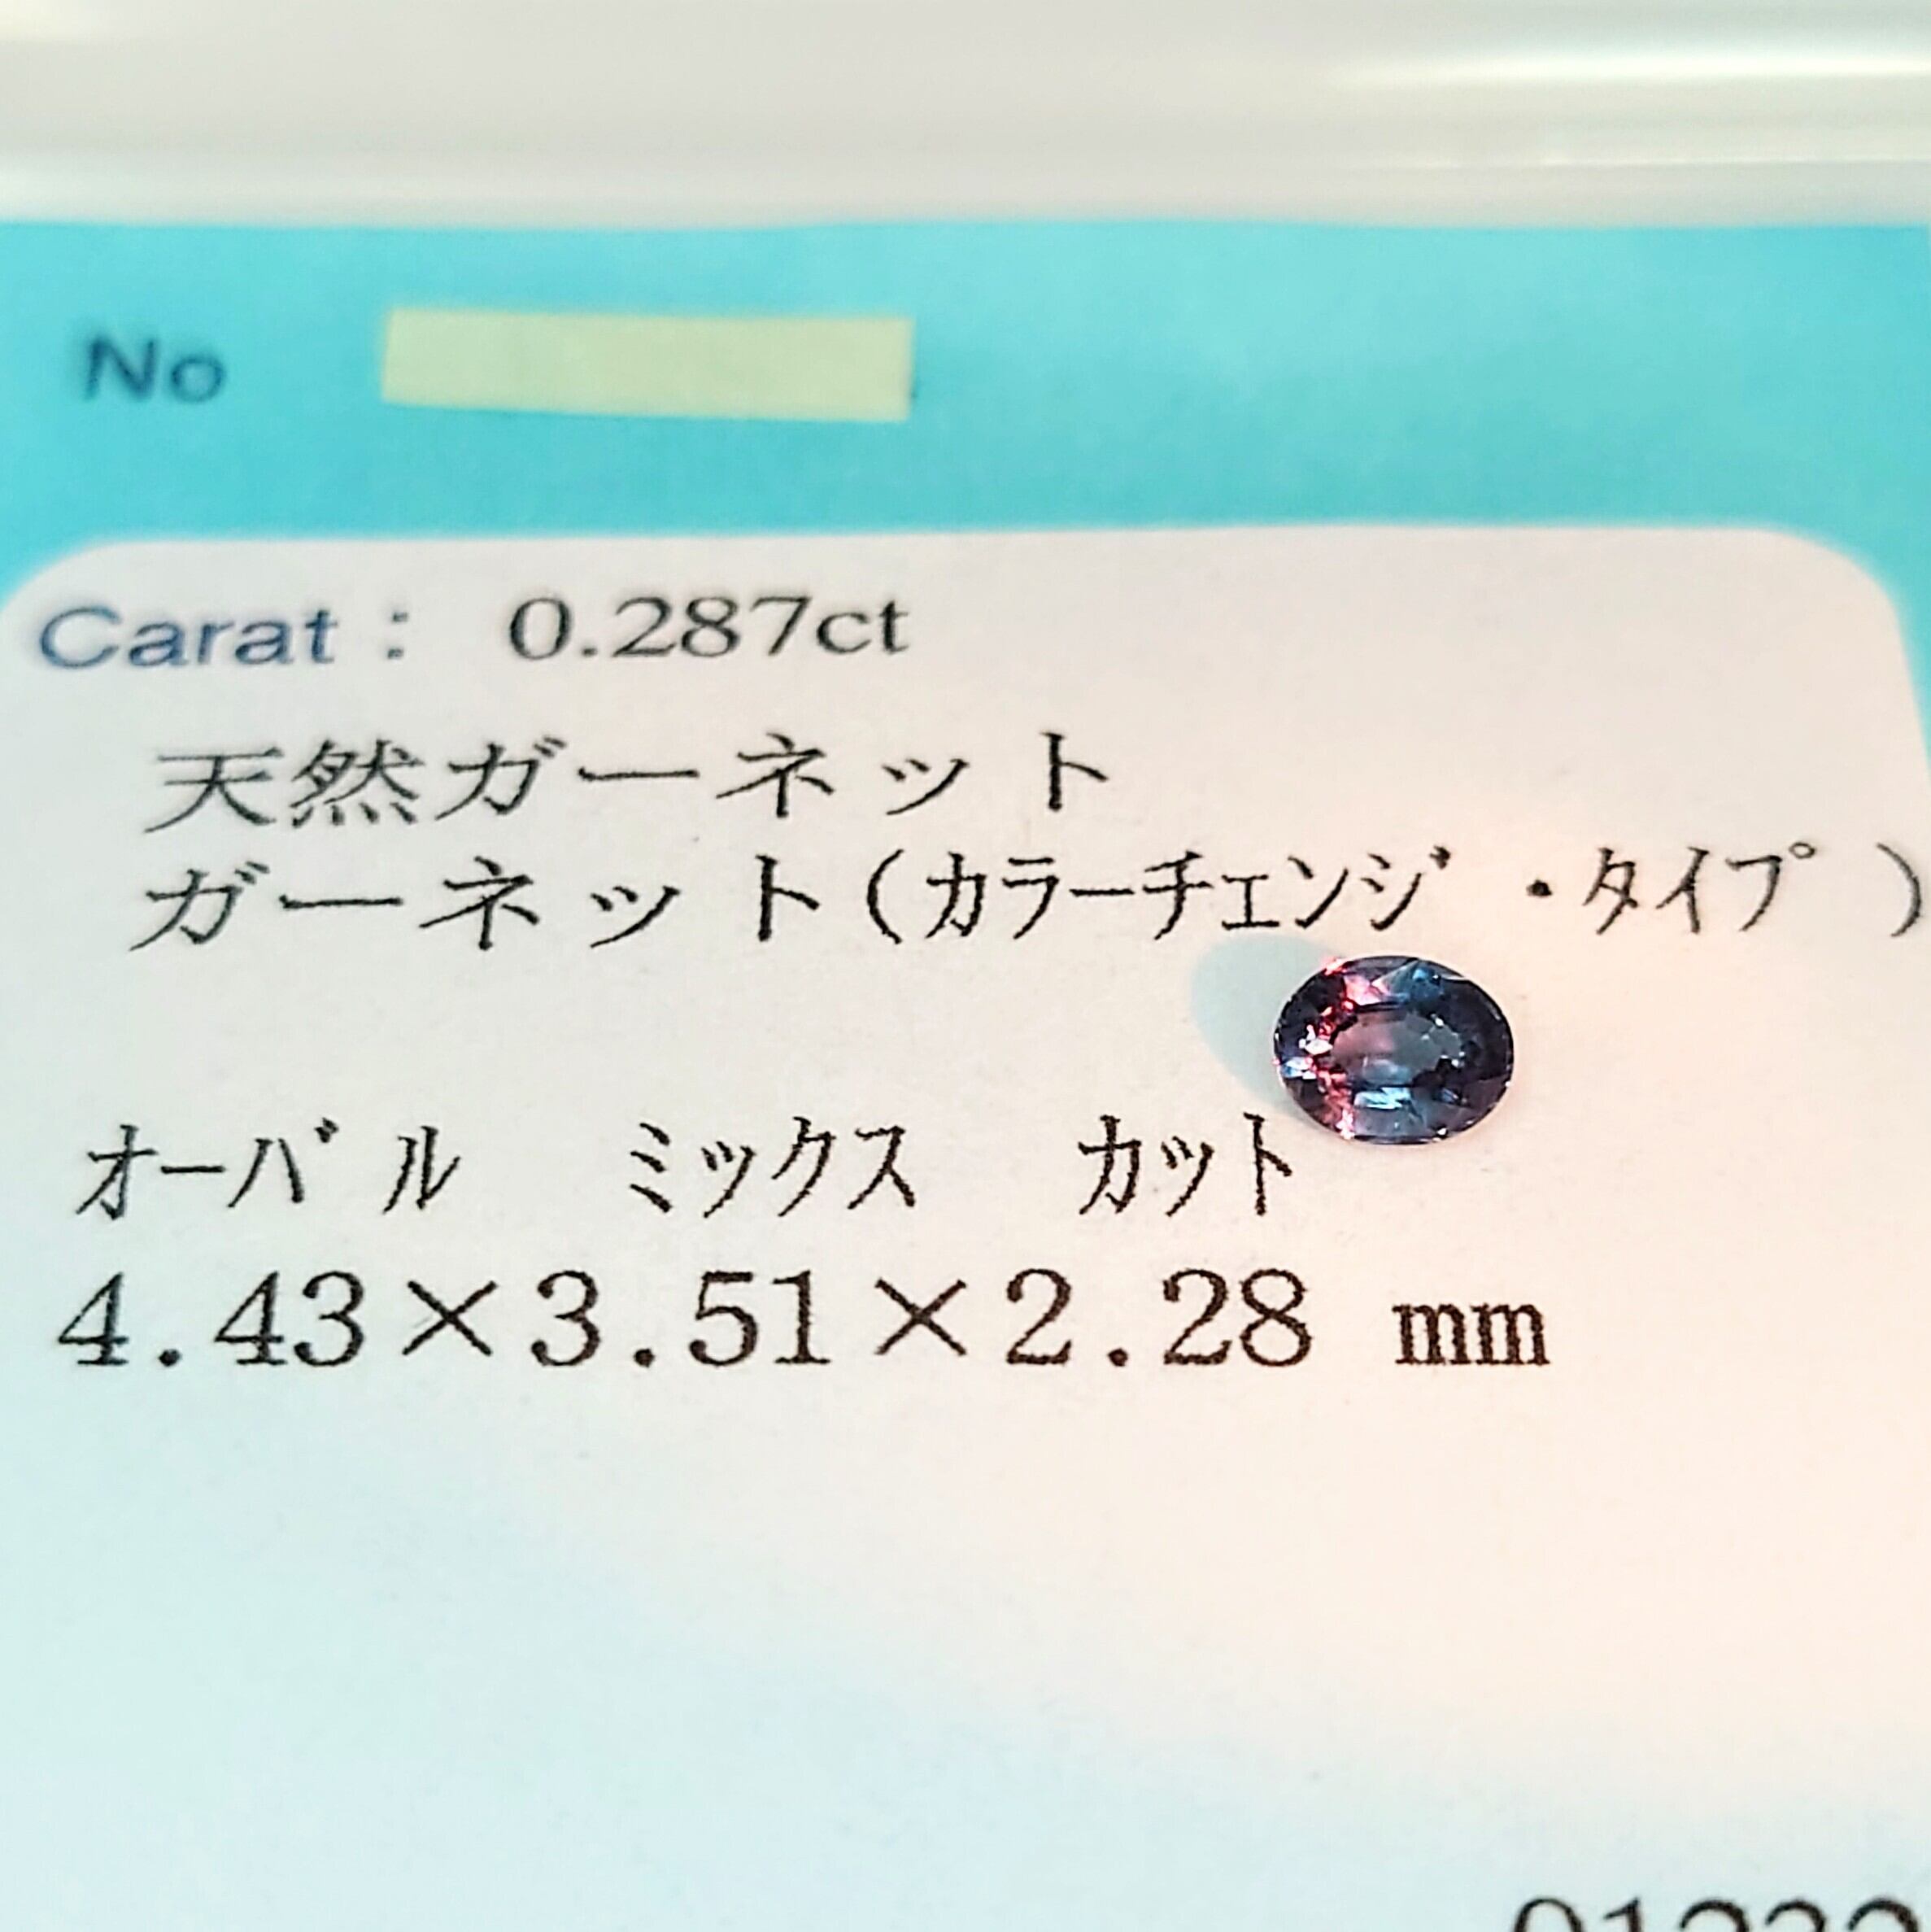 No
Carat : 0.287ct
天然ガーネット
ガーネット(カラーチェンジ・タイプ)
オーバル ミックス カット
4.43×3.51×2.28 mm